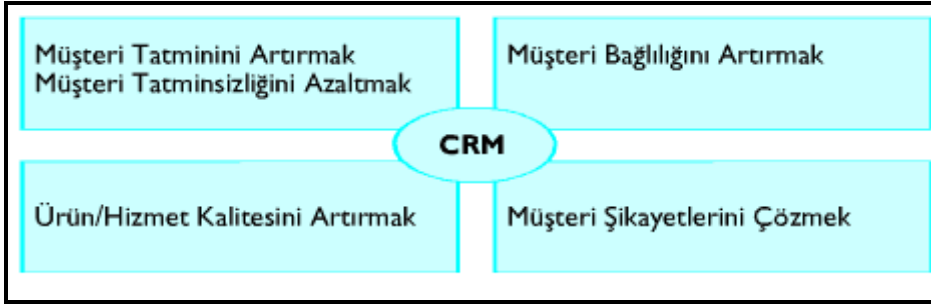 Müşteri Tatminini Artırmak
Müşteri Tatminsizliğini Azaltmak
Müşteri Bağlılığını Artırmak
CRM
Ürün/Hizmet Kalitesini Artırmak
Müşteri Şikayetlerini Çözmek